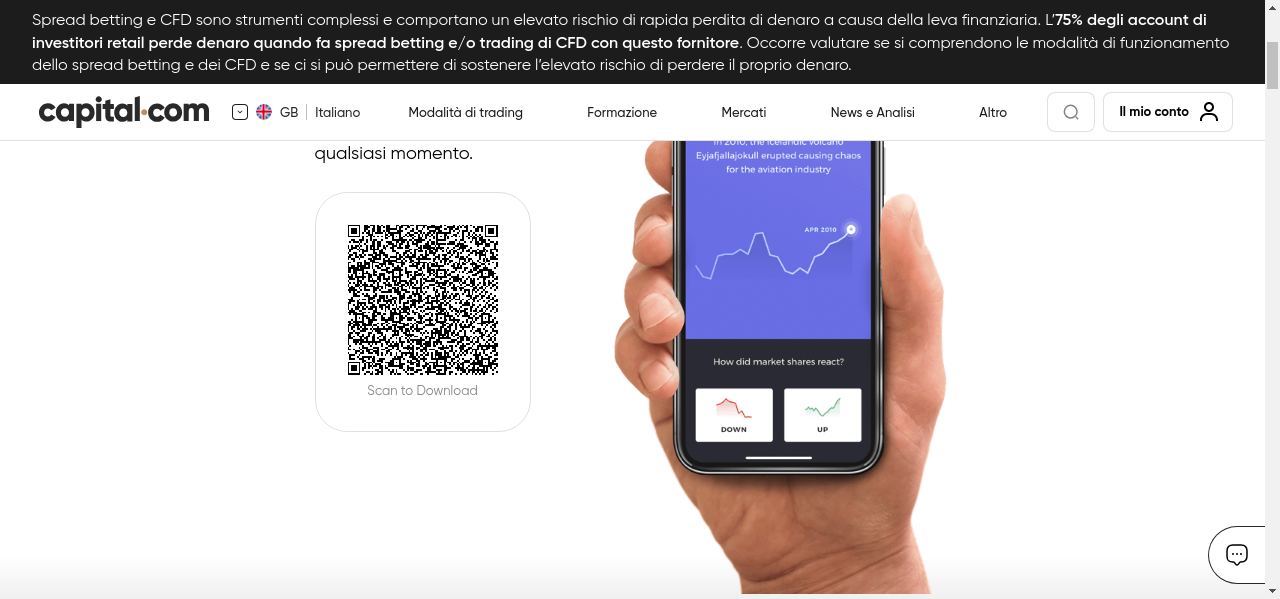 Spread betting e CFD sono strumenti complessi e comportano un elevato rischio di rapida perdita di denaro a causa della leva finanziaria. L'75% degli account di
investitori retail perde denaro quando fa spread betting e/o trading di CFD con questo fornitore. Occorre valutare se si comprendono le modalità di funzionamento
dello spread betting e dei CFD e se ci si può permettere di sostenere l'elevato rischio di perdere il proprio denaro.
capital.com
GB Italiano
Modalità di trading
Formazione
Mercati
News e Analisi
Altro
Il mio conto
qualsiasi momento.
Scan to Download
In 2010, the Icelandic volcano
Eyjafjallajokull erupted causing chaos
for the aviation industry
APR 2010
How did market shares react?
DOWN
UP